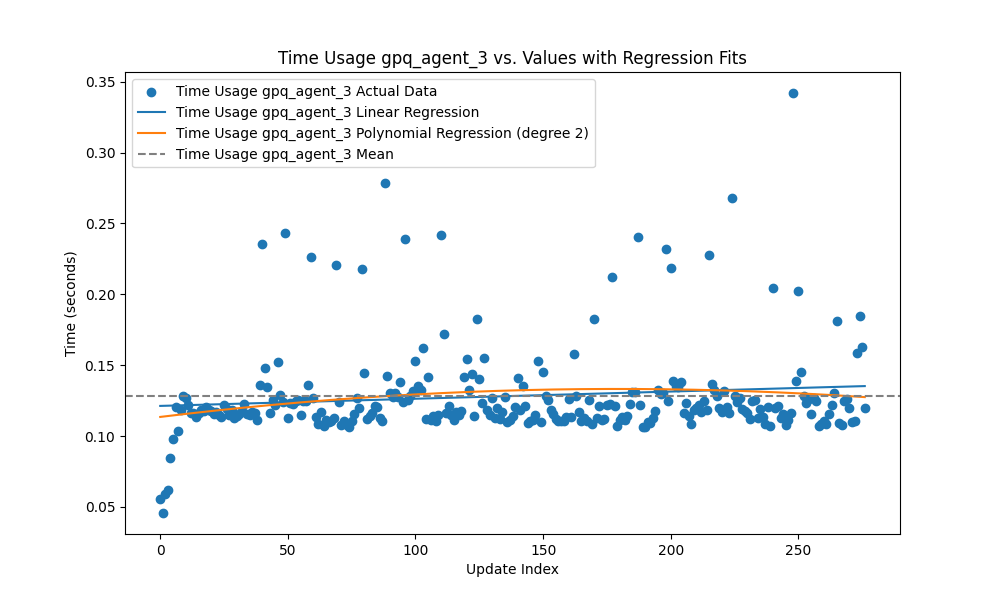 Time Usage gpq_agent_3 vs. Values with Regression Fits
Time Usage gpq_agent_3 Actual Data
Time Usage gpq_agent_3 Linear Regression
Time Usage gpq_agent_3 Polynomial Regression (degree 2)
Time Usage gpq_agent_3 Mean
Time (seconds)
0.35
0.30
0.25
0.20
0.15
0.10
0.05
0 50 100 150 200 250
Update Index